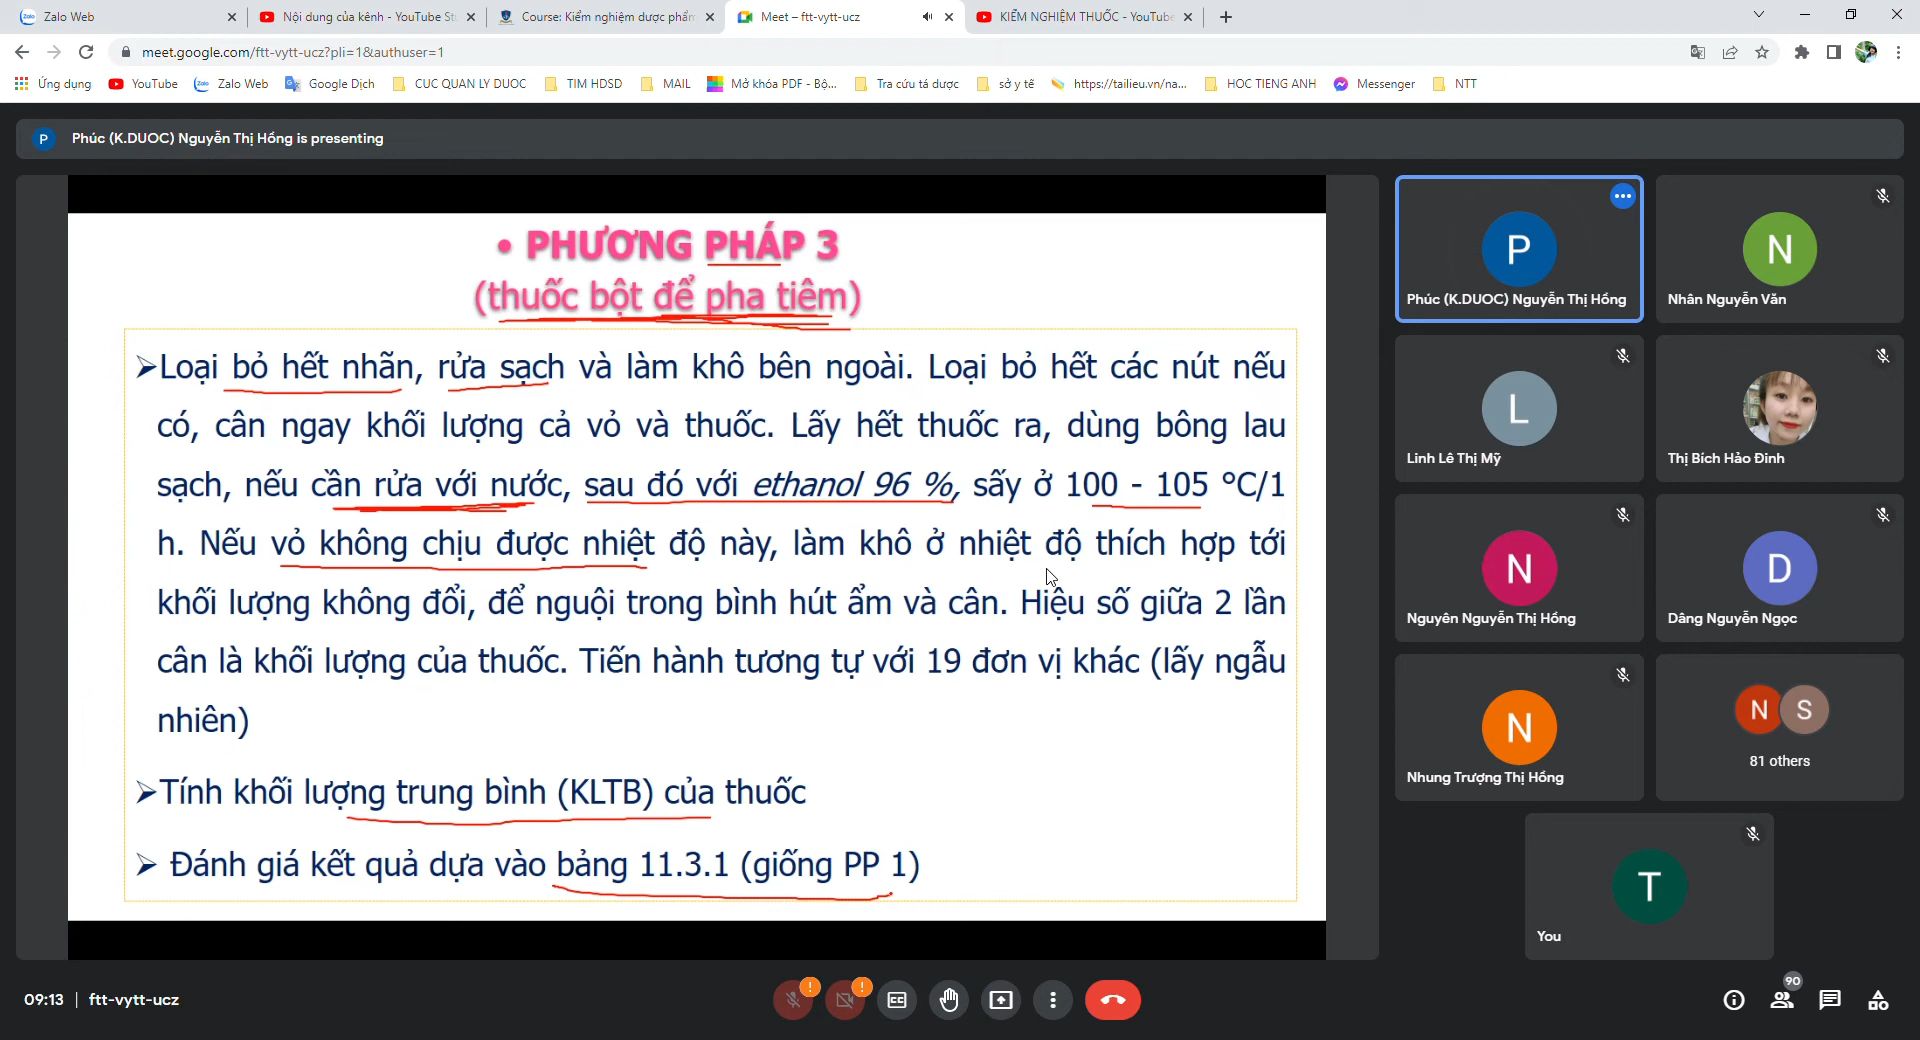 Zalo Web
Nội dung của kênh - YouTube St
Course: Kiểm nghiệm dược phẩm
Meet – ftt-vytt-ucz
KIỂM NGHIỆM THUỐC - YouTube
meet.google.com/ftt-vytt-ucz?pli=1&authuser=1
Ứng dụng
YouTube
Zalo Web
Google Dịch
CUC QUAN LY DUOC
TIM HDSD
MAIL
Mở khóa PDF - Bộ...
Tra cứu tá dược
sở y tế
https://tailieu.vn/na...
HOC TIENG ANH
Messenger
NTT
P
Phúc (K.DUOC) Nguyễn Thị Hồng is presenting
• PHƯƠNG PHÁP 3
(thuốc bột để pha tiêm)
➢Loại bỏ hết nhãn, rửa sạch và làm khô bên ngoài. Loại bỏ hết các nút nếu
có, cân ngay khối lượng cả vỏ và thuốc. Lấy hết thuốc ra, dùng bông lau
sạch, nếu cần rửa với nước, sau đó với ethanol 96 %, sấy ở 100 - 105 °C/1
h. Nếu vỏ không chịu được nhiệt độ này, làm khô ở nhiệt độ thích hợp tới
khối lượng không đổi, để nguội trong bình hút ẩm và cân. Hiệu số giữa 2 lần
cân là khối lượng của thuốc. Tiến hành tương tự với 19 đơn vị khác (lấy ngẫu
nhiên)
➢Tính khối lượng trung bình (KLTB) của thuốc
➢ Đánh giá kết quả dựa vào bảng 11.3.1 (giống PP 1)
P
Phúc (K.DUOC) Nguyễn Thị Hồng
N
Nhân Nguyễn Văn
L
Linh Lê Thị Mỹ
Thị Bích Hảo Đinh
N
Nguyên Nguyễn Thị Hồng
D
Dâng Nguyễn Ngọc
N
Nhung Trượng Thị Hồng
N S
81 others
T
You
09:13 | ftt-vytt-ucz
90